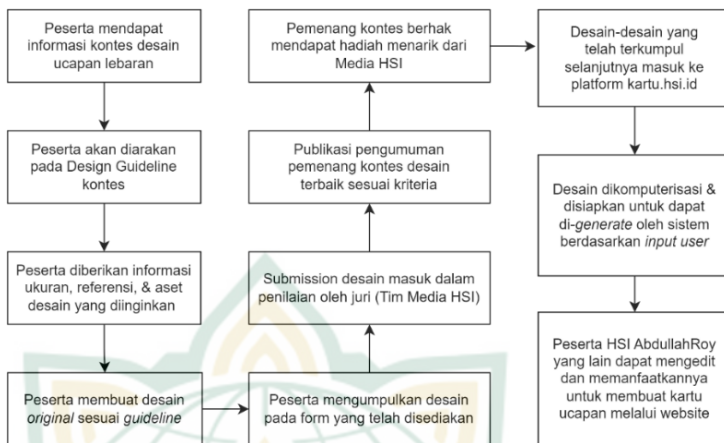 Peserta mendapat
informasi kontes desain
ucapan lebaran
Peserta akan diarakan
pada Design Guideline
kontes
Peserta diberikan informasi
ukuran, referensi, & aset
desain yang diinginkan
Peserta membuat desain
original sesuai guideline
Peserta mengumpulkan desain
pada form yang telah disediakan
Submission desain masuk dalam
penilaian oleh juri (Tim Media HSI)
Publikasi pengumuman
pemenang kontes desain
terbaik sesuai kriteria
Pemenang kontes berhak
mendapat hadiah menarik dari
Media HSI
Desain-desain yang
telah terkumpul
selanjutnya masuk ke
platform kartu.hsi.id
Desain dikomputerisasi &
disiapkan untuk dapat
di-generate oleh sistem
berdasarkan input user
Peserta HSI AbdullahRoy
yang lain dapat mengedit
dan memanfaatkannya
untuk membuat kartu
ucapan melalui website